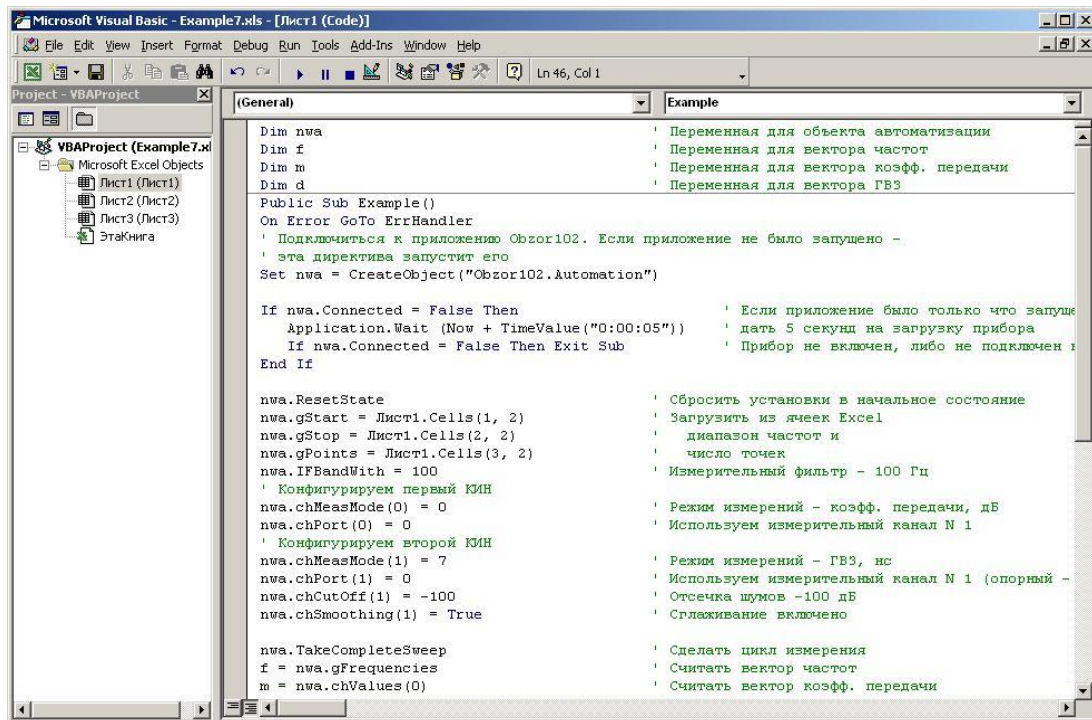 Microsoft Visual Basic - Example7.xls - [Лист1 (Code)]
File Edit View Insert Format Debug Run Tools Add-Ins Window Help
Ln 46, Col 1
Project - VBAProject
VBAProject (Example7.xl
Microsoft Excel Objects
Лист1 (Лист1)
Лист2 (Лист2)
Лист3 (Лист3)
ЭтаКнига
(General) Example
Dim nwa ' Переменная для объекта автоматизации
Dim f ' Переменная для вектора частот
Dim m ' Переменная для вектора коэфф. передачи
Dim d ' Переменная для вектора ГВЗ
Public Sub Example()
On Error GoTo ErrHandler
' Подключиться к приложению Obzor102. Если приложение не было запущено -
' эта директива запустит его
Set nwa = CreateObject("Obzor102.Automation")
If nwa.Connected = False Then ' Если приложение было только что запуще
Application.Wait (Now + TimeValue("0:00:05")) ' дать 5 секунд на загрузку прибора
If nwa.Connected = False Then Exit Sub ' Прибор не включен, либо не подключен
End If
nwa.ResetState ' Сбросить установки в начальное состояние
nwa.gStart = Лист1.Cells(1, 2) ' Загрузить из ячеек Excel
nwa.gStop = Лист1.Cells(2, 2) ' диапазон частот и
nwa.gPoints = Лист1.Cells(3, 2) ' число точек
nwa.IFBandWith = 100 ' Измерительный фильтр - 100 Гц
' Конфигурируем первый КИН
nwa.chMeasMode(0) = 0 ' Режим измерений - коэфф. передачи, дБ
nwa.chPort(0) = 0 ' Используем измерительный канал N 1
' Конфигурируем второй КИН
nwa.chMeasMode(1) = 7 ' Режим измерений - ГВЗ, нс
nwa.chPort(1) = 0 ' Используем измерительный канал N 1 (опорный -
nwa.chCutOff(1) = -100 ' Отсечка шумов -100 дБ
nwa.chSmoothing(1) = True ' Сглаживание включено
nwa.TakeCompleteSweep ' Сделать цикл измерения
f = nwa.gFrequencies ' Считать вектор частот
m = nwa.chValues(0) ' Считать вектор коэфф. передачи